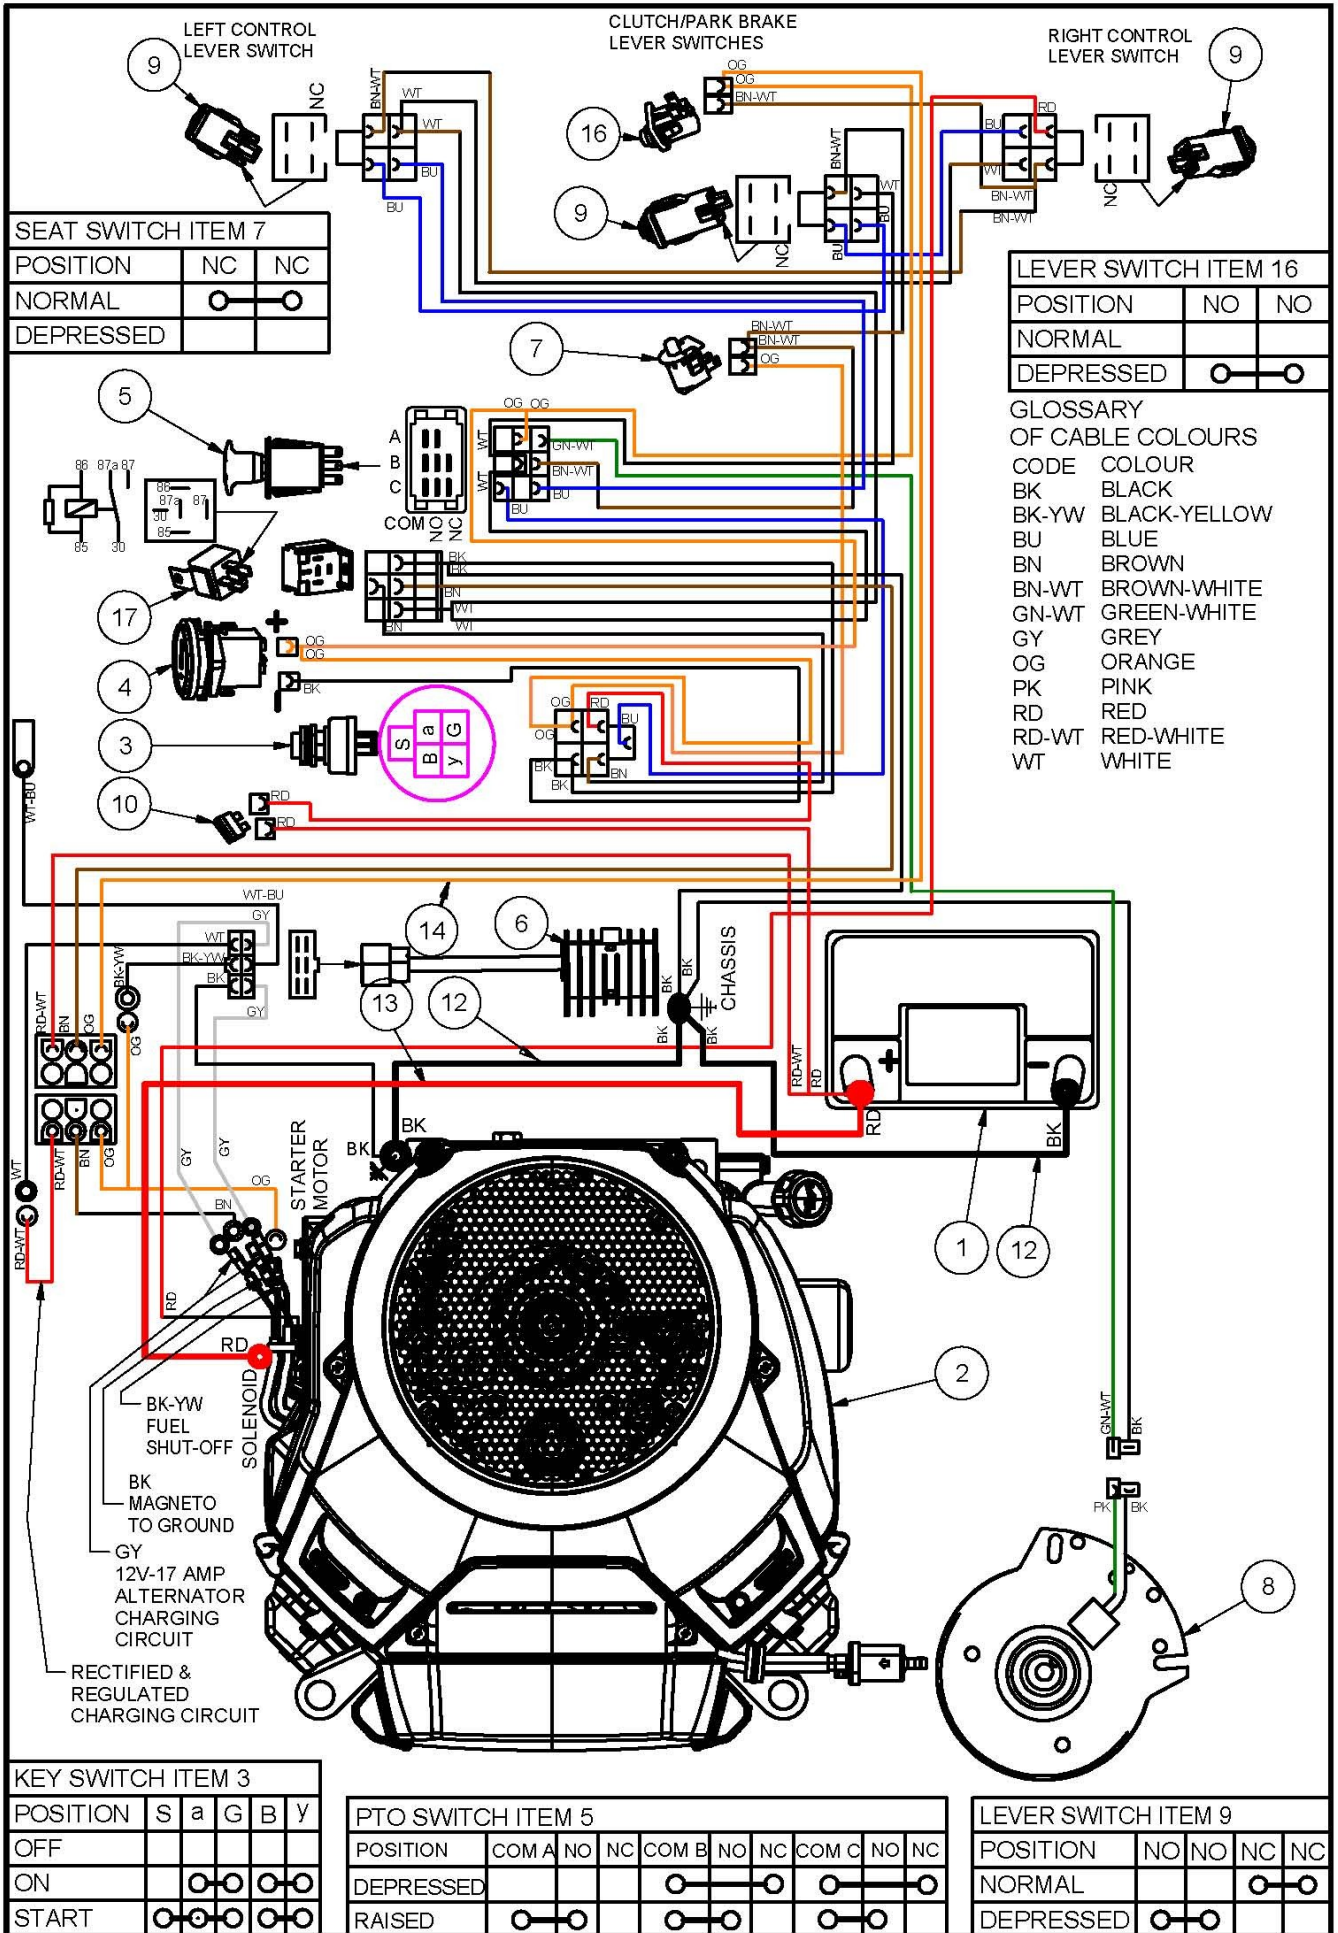 LEFT CONTROL
LEVER SWITCH
CLUTCH/PARK BRAKE
LEVER SWITCHES
RIGHT CONTROL
LEVER SWITCH
9
9
16
9
7
5
17
4
3
10
NC
BN-WT
WT
WT
BU
BU
OG
OG
BN-WT
BN-WT
WT
BU
BU
NC
RD
BU
WT
BN-WT
BN-WT
NC
SEAT SWITCH ITEM 7
POSITION NC NC
NORMAL
DEPRESSED
LEVER SWITCH ITEM 16
POSITION NO NO
NORMAL
DEPRESSED
BN-WT
BN-WT
OG
GLOSSARY
OF CABLE COLOURS
CODE COLOUR
BK BLACK
BK-YW BLACK-YELLOW
BU BLUE
BN BROWN
BN-WT BROWN-WHITE
GN-WT GREEN-WHITE
GY GREY
OG ORANGE
PK PINK
RD RED
RD-WT RED-WHITE
WT WHITE
A
B
C
COM NO NC
OG OG
WT
GN-WT
BN-WT
WT
BU
BU
86 87a 87
85 30
86
87a 87
30
85
BK
BK
BN
WT
BN
WT
+
OG
OG
BK
S a G
B y
OG
RD
BU
OG
BK
BN
BK
RD
RD
WT-BU
WT-BU
GY
WT
BK-YW
BK
GY
BK-YW
OG
14
6
13
12
CHASSIS
BK
BK
BK
BK
RD-WT
BN
OG
RD-WT
RD
+ −
RD
BK
1
12
RD-WT
BN
OG
WT
RD-WT
GY
GY
OG
BN
BK
BK
STARTER
MOTOR
RD
RD
SOLENOID
2
BK-YW
FUEL
SHUT-OFF
BK
MAGNETO
TO GROUND
GY
12V-17 AMP
ALTERNATOR
CHARGING
CIRCUIT
RECTIFIED &
REGULATED
CHARGING CIRCUIT
GN-WT
BK
PK BK
8
KEY SWITCH ITEM 3
POSITION S a G B y
OFF
ON
START
PTO SWITCH ITEM 5
POSITION COM A NO NC COM B NO NC COM C NO NC
DEPRESSED
RAISED
LEVER SWITCH ITEM 9
POSITION NO NO NC NC
NORMAL
DEPRESSED